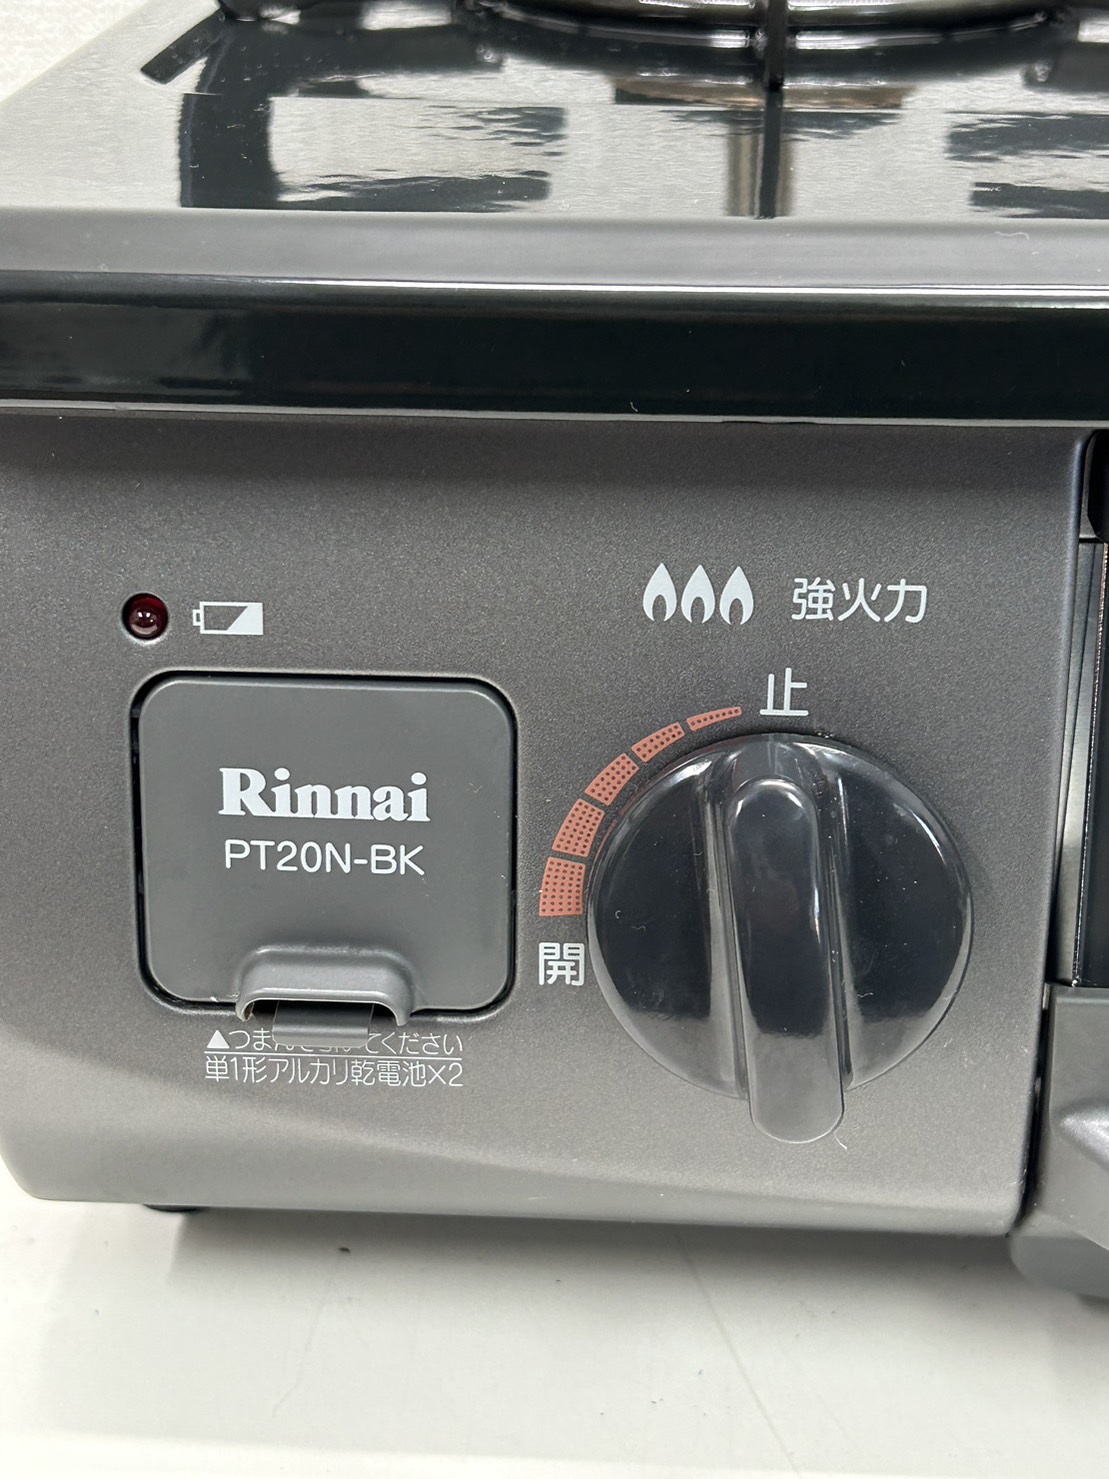 強火力
止
Rinnai
PT20N-BK
開
▲つま てください
単1形アルカリ乾電池×2